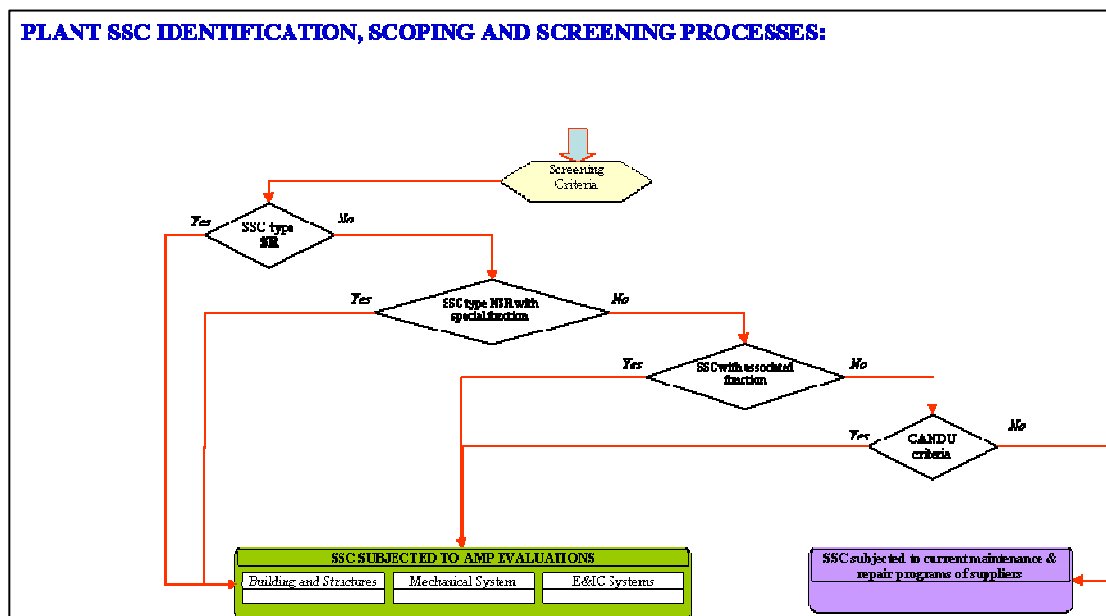 PLANT SSC IDENTIFICATION, SCOPING AND SCREENING PROCESSES:
Screening
Criteria
Yes
No
SSC type
SR
Yes
No
SSC type NSR with
special function
Yes
No
SSC with associated
function
Yes
No
CANDU
criteria
SSC SUBJECTED TO AMP EVALUATIONS
Building and Structures
Mechanical System
E&IC Systems
SSC subjected to current maintenance &
repair programs of suppliers